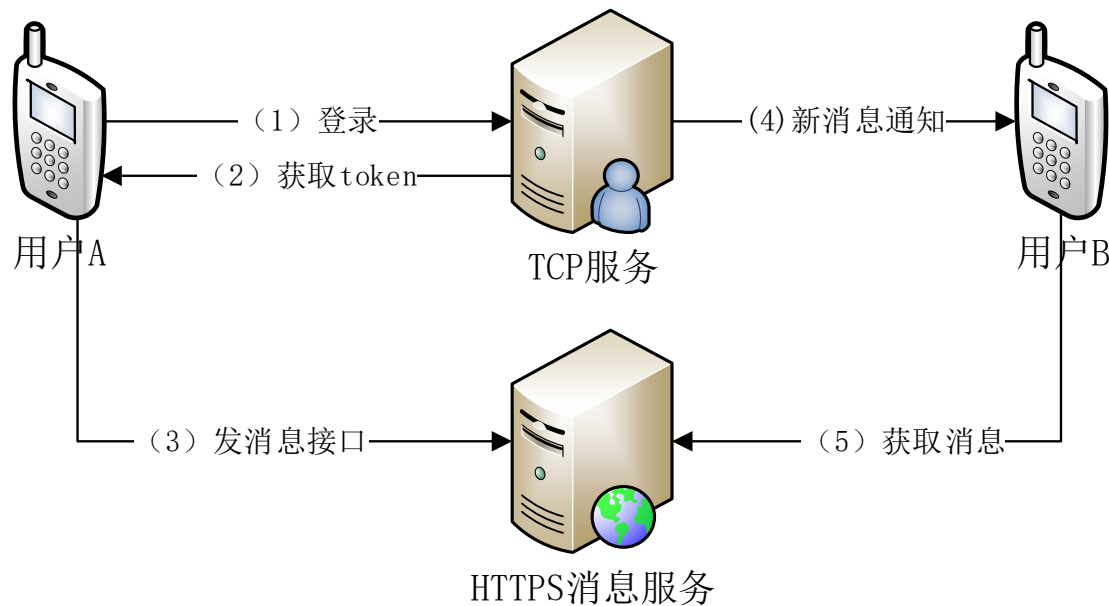 （1）登录
(4)新消息通知
（2）获取token
用户A
TCP服务
用户B
（3）发消息接口
（5）获取消息
HTTPS消息服务